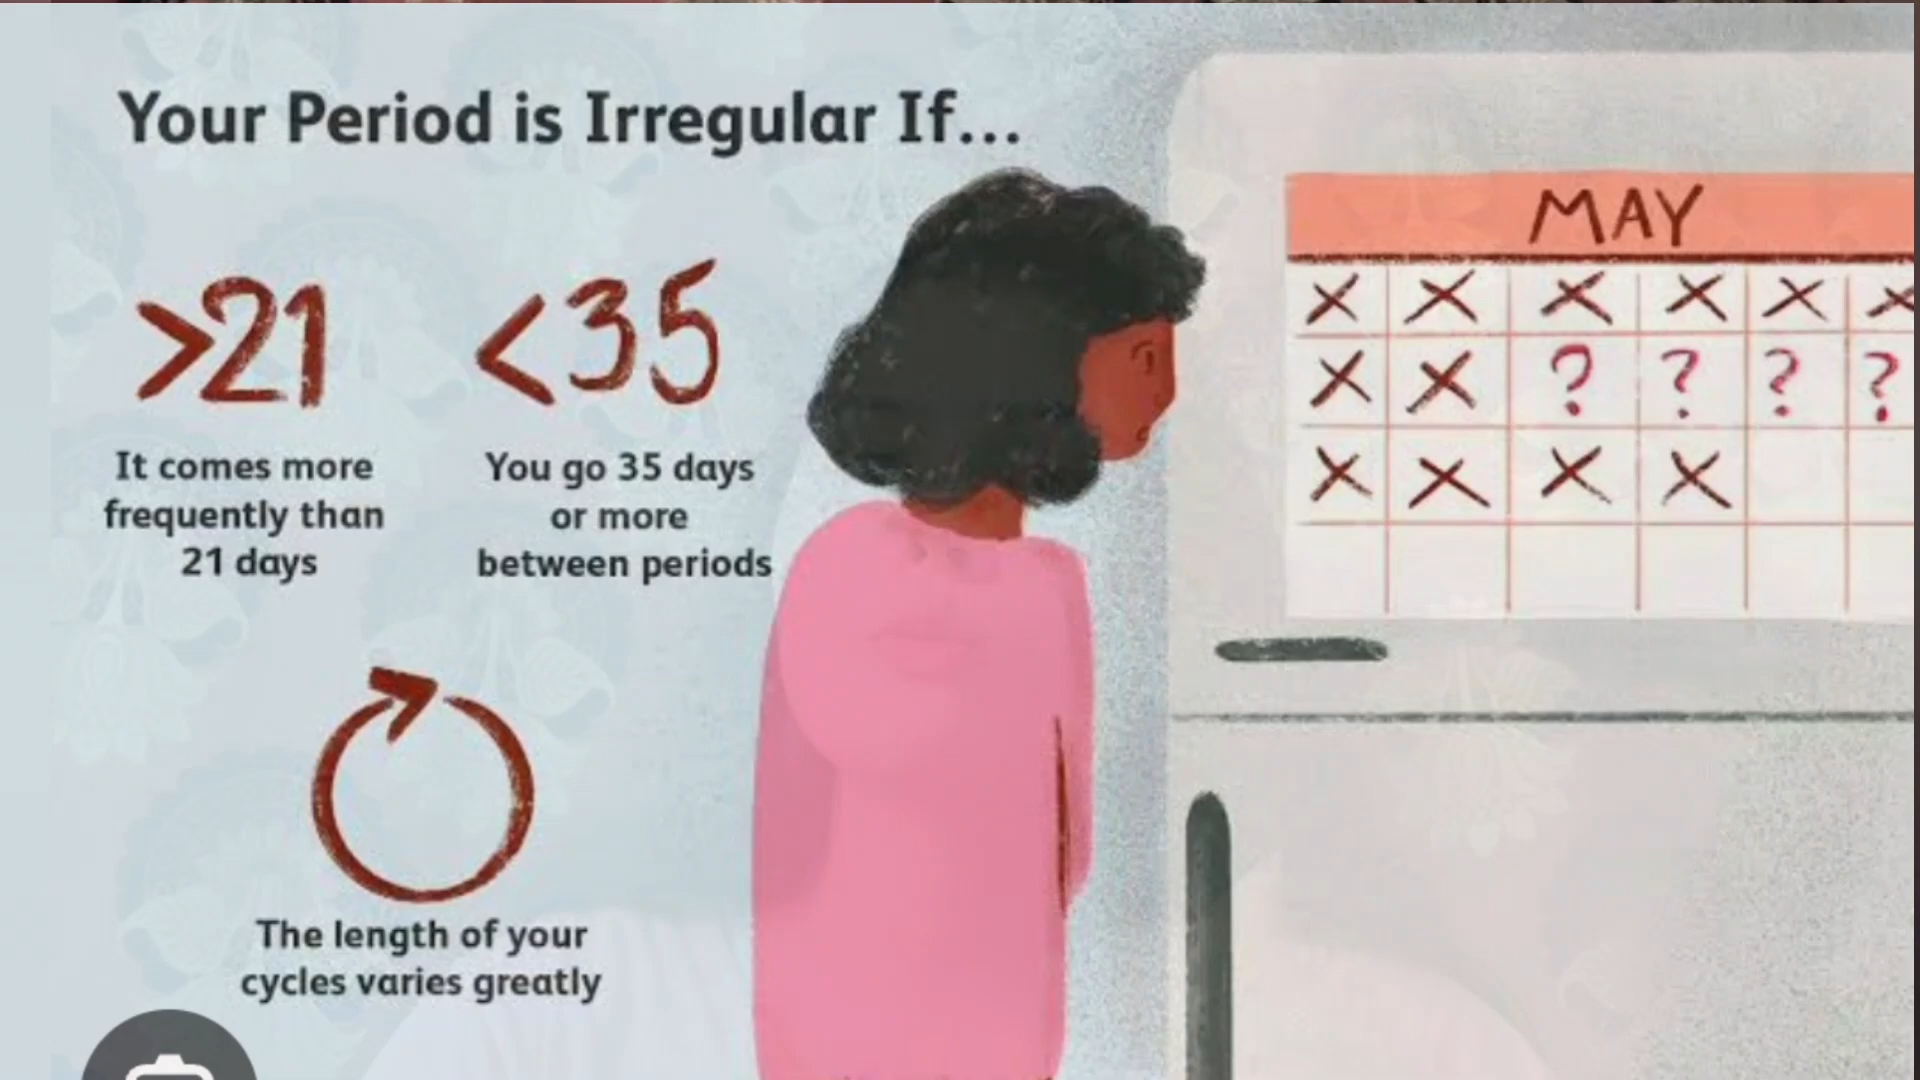 Your Period is Irregular If...
>21
It comes more
frequently than
21 days
<35
You go 35 days
or more
between periods
The length of your
cycles varies greatly
MAY
X X X X X X
X X ? ? ? ?
X X X X